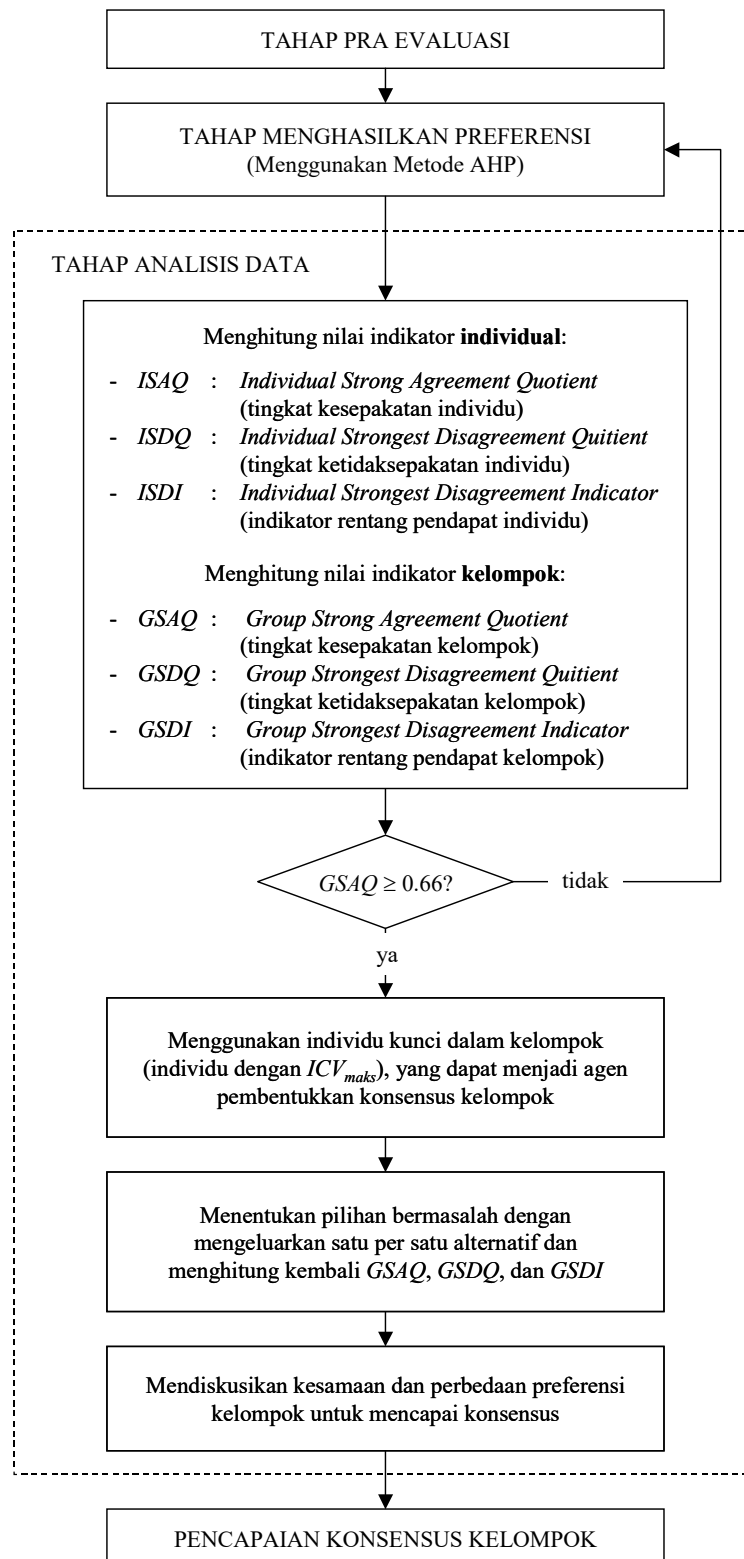 TAHAP PRA EVALUASI
TAHAP MENGHASILKAN PREFERENSI
(Menggunakan Metode AHP)
TAHAP ANALISIS DATA
Menghitung nilai indikator individual:
- ISAQ : Individual Strong Agreement Quotient
(tingkat kesepakatan individu)
- ISDQ : Individual Strongest Disagreement Quitient
(tingkat ketidaksepakatan individu)
- ISDI : Individual Strongest Disagreement Indicator
(indikator rentang pendapat individu)
Menghitung nilai indikator kelompok:
- GSAQ : Group Strong Agreement Quotient
(tingkat kesepakatan kelompok)
- GSDQ : Group Strongest Disagreement Quitient
(tingkat ketidaksepakatan kelompok)
- GSDI : Group Strongest Disagreement Indicator
(indikator rentang pendapat kelompok)
GSAQ ≥ 0.66?
tidak
ya
Menggunakan individu kunci dalam kelompok
(individu dengan ICVmaks), yang dapat menjadi agen
pembentukkan konsensus kelompok
Menentukan pilihan bermasalah dengan
mengeluarkan satu per satu alternatif dan
menghitung kembali GSAQ, GSDQ, dan GSDI
Mendiskusikan kesamaan dan perbedaan preferensi
kelompok untuk mencapai konsensus
PENCAPAIAN KONSENSUS KELOMPOK